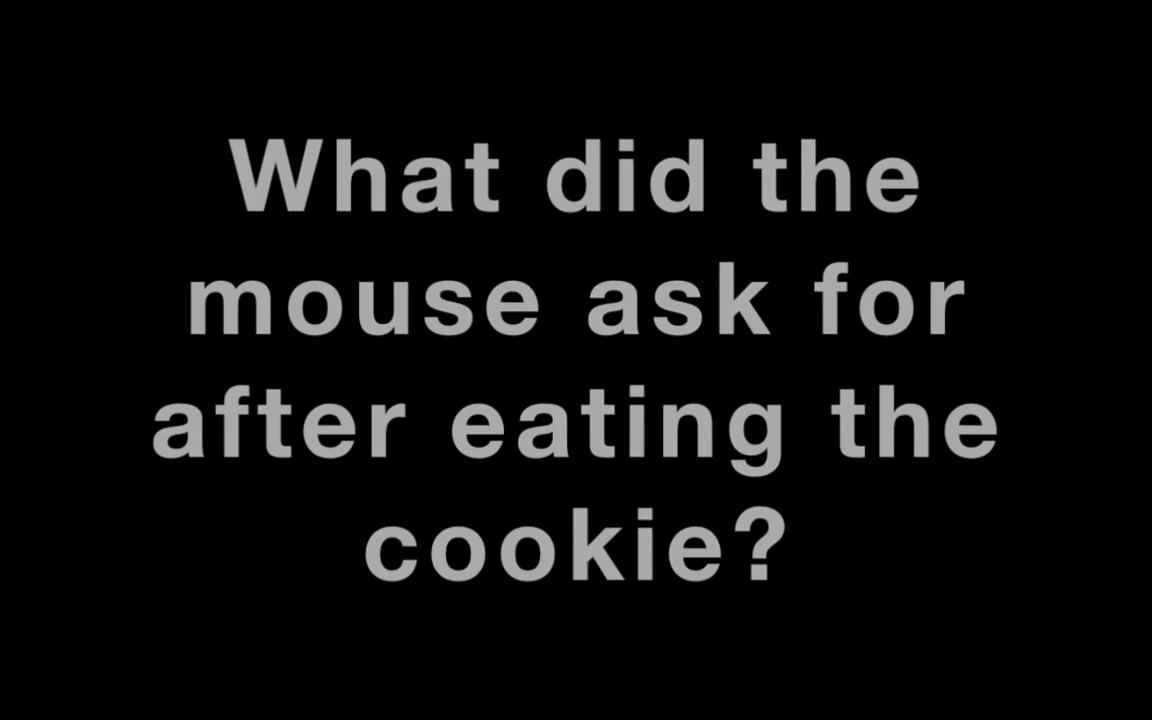 What did the
mouse ask for
after eating the
cookie?